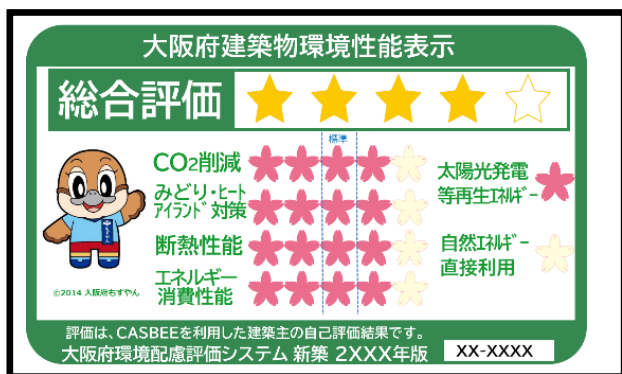 大阪府建築物環境性能表示
総合評価
標準
CO2削減
みどり・ヒート
アイランド対策
断熱性能
エネルギー
消費性能
太陽光発電
等再生エネルギー
自然エネルギー
直接利用
©2014 大阪府もずやん
評価は、CASBEEを利用した建築主の自己評価結果です。
大阪府環境配慮評価システム 新築 2XXX年版 XX-XXXX